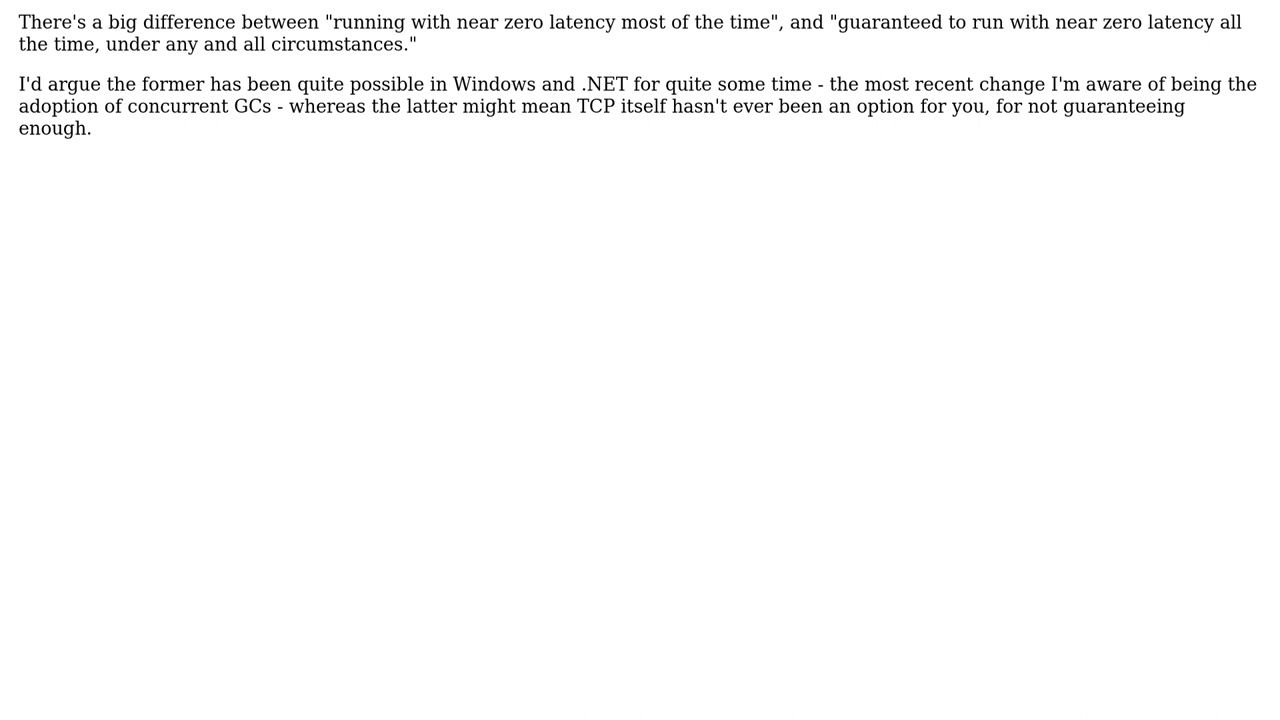 There's a big difference between "running with near zero latency most of the time", and "guaranteed to run with near zero latency all
the time, under any and all circumstances."
I'd argue the former has been quite possible in Windows and .NET for quite some time - the most recent change I'm aware of being the
adoption of concurrent GCs - whereas the latter might mean TCP itself hasn't ever been an option for you, for not guaranteeing
enough.